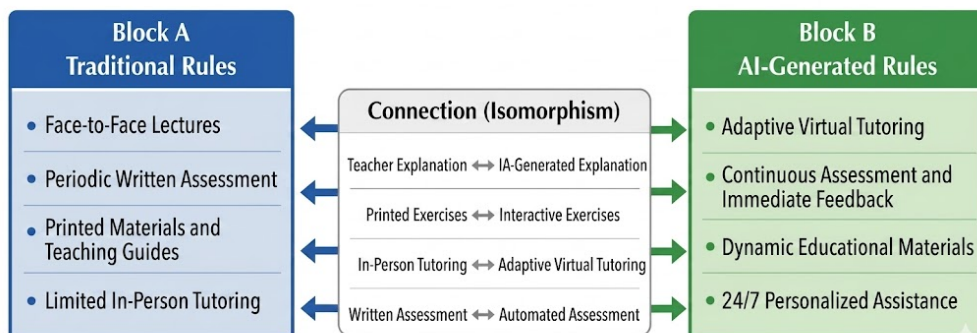 Block A
Traditional Rules
Face-to-Face Lectures
Periodic Written Assessment
Printed Materials and
Teaching Guides
Limited In-Person Tutoring
Connection (Isomorphism)
Teacher Explanation ↔ IA-Generated Explanation
Printed Exercises ↔ Interactive Exercises
In-Person Tutoring ↔ Adaptive Virtual Tutoring
Written Assessment ↔ Automated Assessment
Block B
AI-Generated Rules
Adaptive Virtual Tutoring
Continuous Assessment and
Immediate Feedback
Dynamic Educational Materials
24/7 Personalized Assistance